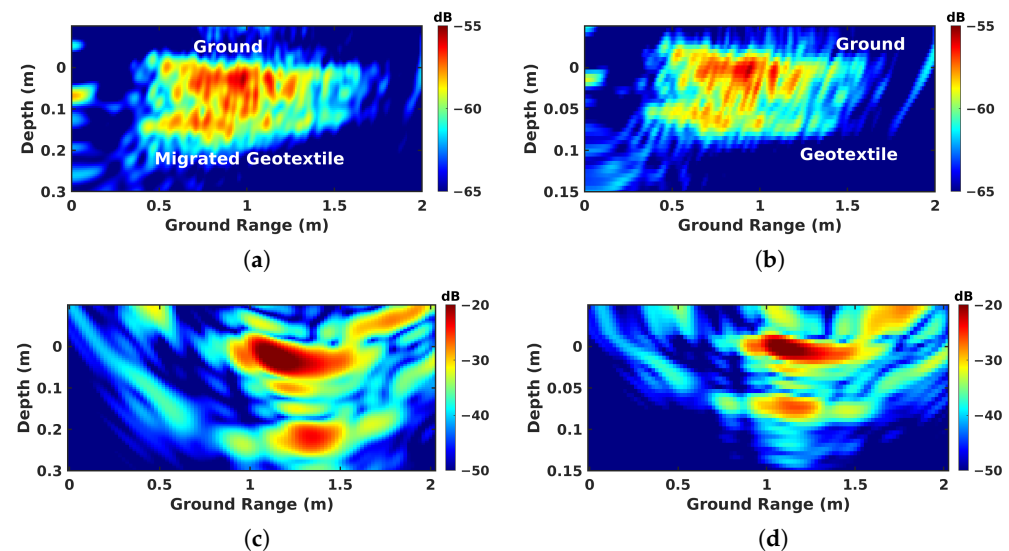 dB
−55
Ground
0
Depth (m)
0.1
−60
0.2
Migrated Geotextile
0.3
−65
0 0.5 1 1.5 2
Ground Range (m)
(a)
dB
−55
Ground
0
Depth (m)
0.05
−60
0.1
Geotextile
0.15
−65
0 0.5 1 1.5 2
Ground Range (m)
(b)
dB
−20
0
Depth (m)
−30
0.1
−40
0.2
0.3
−50
0 0.5 1 1.5 2
Ground Range (m)
(c)
dB
−20
0
Depth (m)
−30
0.05
−40
0.1
0.15
−50
0 0.5 1 1.5 2
Ground Range (m)
(d)